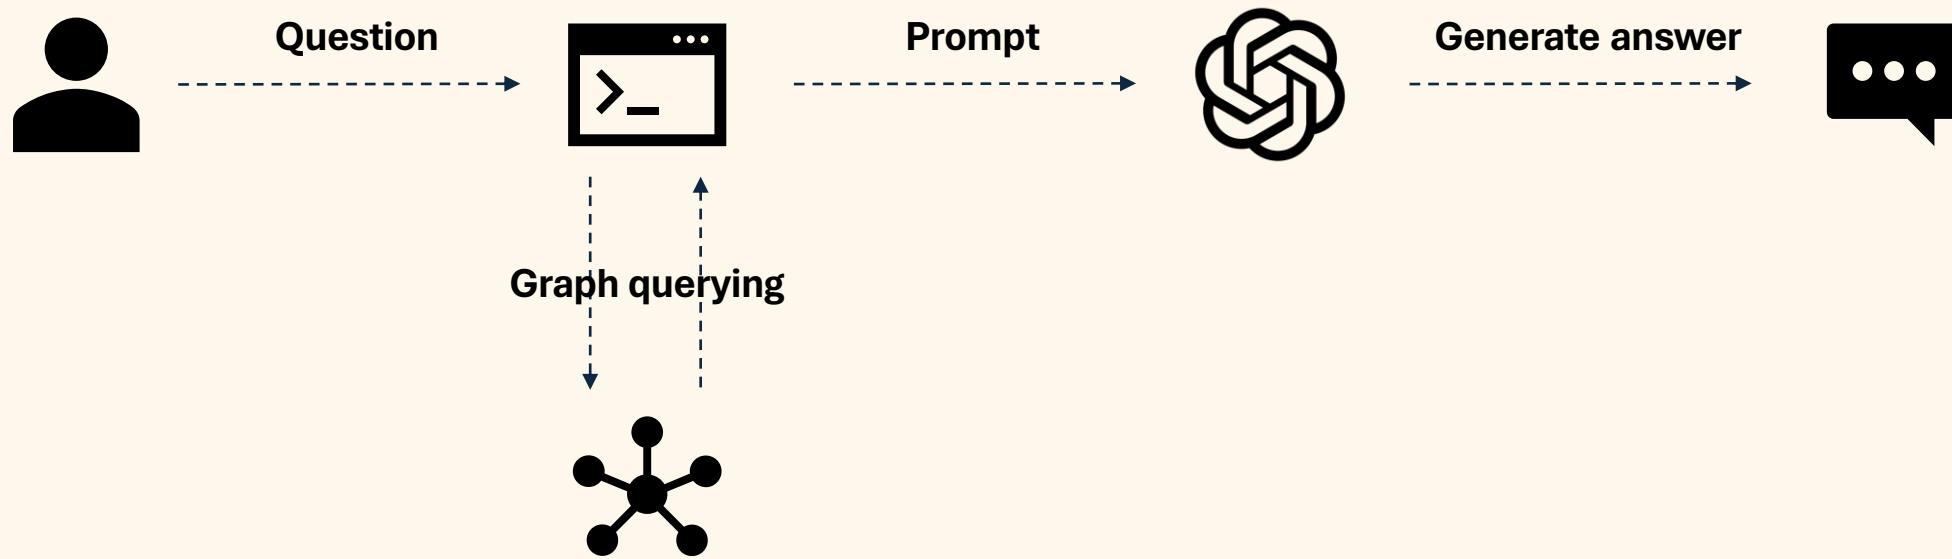 Question
Prompt
Generate answer
Graph querying